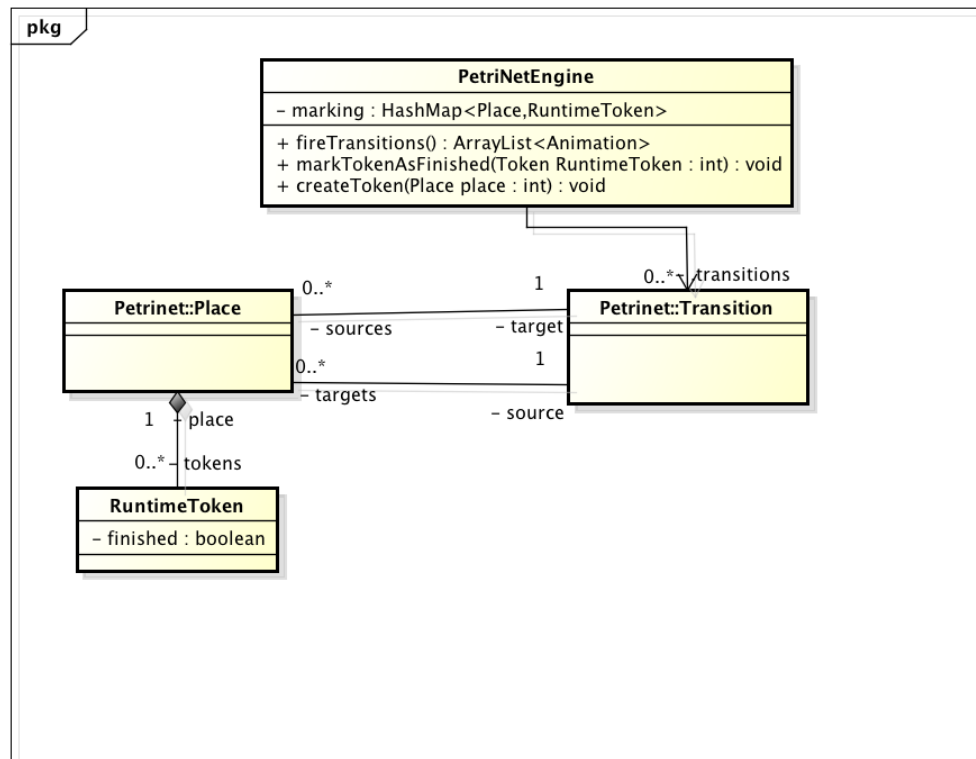 pkg
PetriNetEngine
- marking : HashMap<Place,RuntimeToken>
+ fireTransitions() : ArrayList<Animation>
+ markTokenAsFinished(Token RuntimeToken : int) : void
+ createToken(Place place : int) : void
0..* - transitions
0..* 1
Petrinet::Place
Petrinet::Transition
- sources - target
0..* 1
- targets
- source
1 - place
0..* - tokens
RuntimeToken
- finished : boolean